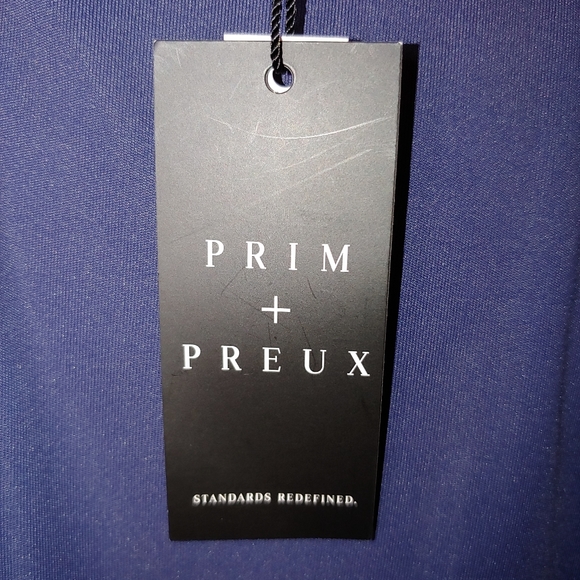 PRIM
+
PREUX
STANDARDS REDEFINED.